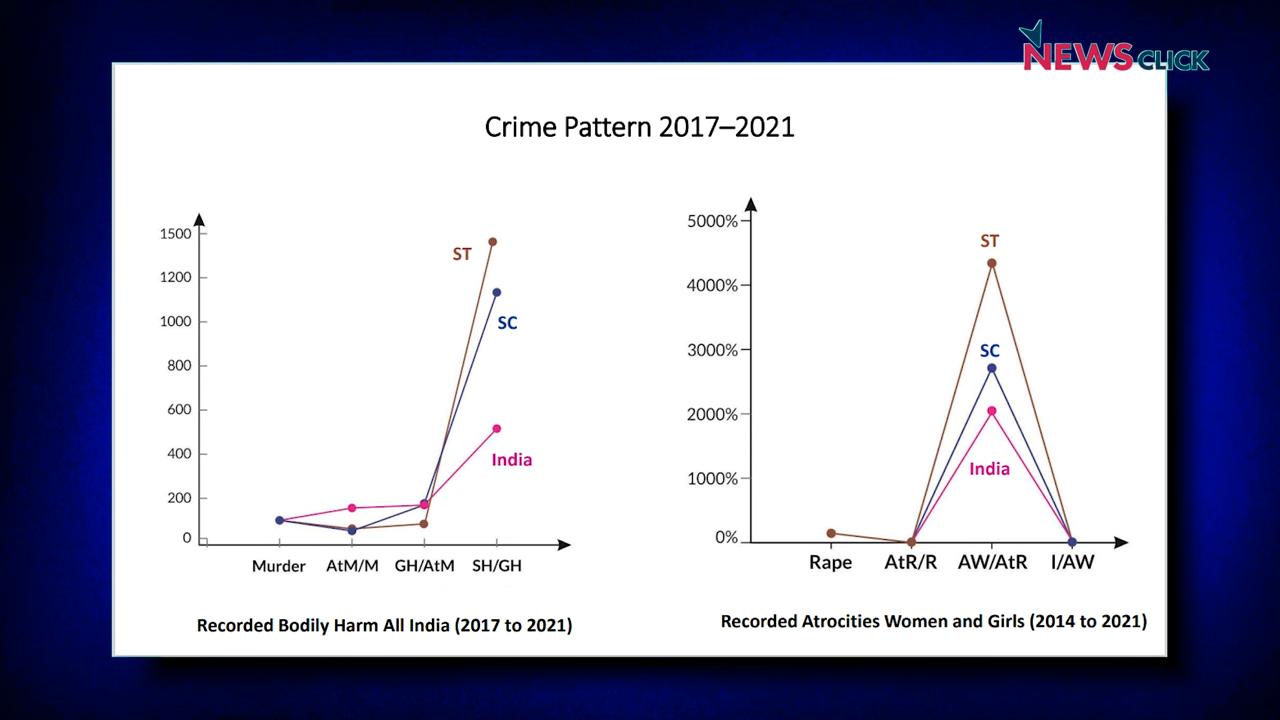 NEWSCLICK
Crime Pattern 2017–2021
1500
1200
1000
800
600
400
200
0
ST
SC
India
Murder AtM/M GH/AtM SH/GH
Recorded Bodily Harm All India (2017 to 2021)
5000%
4000%
3000%
2000%
1000%
0%
ST
SC
India
Rape AtR/R AW/AtR I/AW
Recorded Atrocities Women and Girls (2014 to 2021)